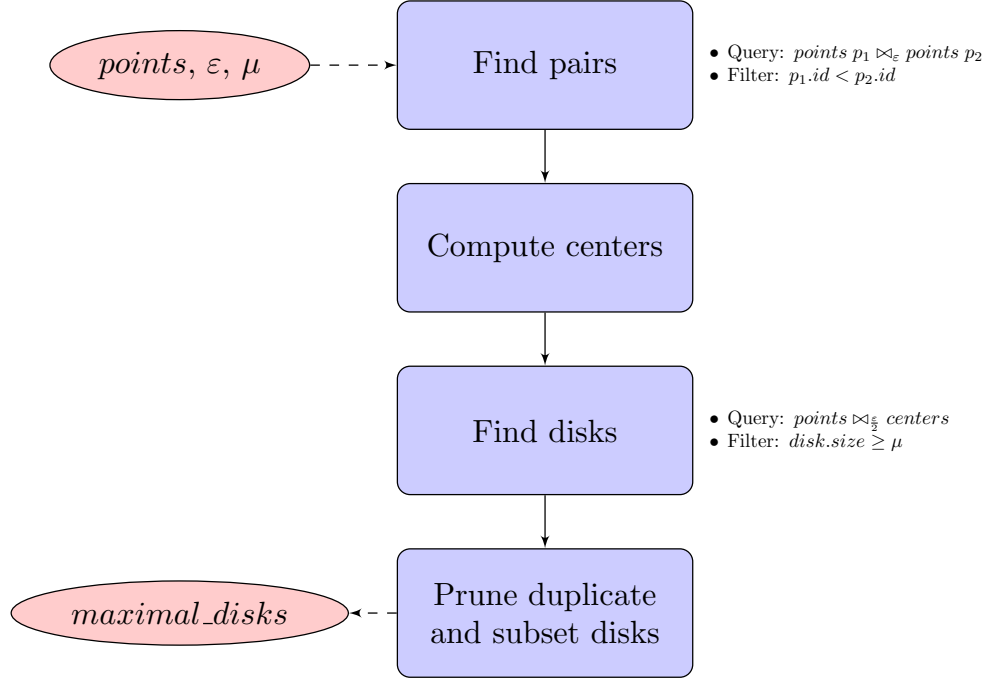 points, ε, μ
Find pairs
• Query: points p₁ ⋈_ε points p₂
• Filter: p₁.id < p₂.id
Compute centers
Find disks
• Query: points ⋈_{ε/2} centers
• Filter: disk.size ≥ μ
Prune duplicate
and subset disks
maximal_disks